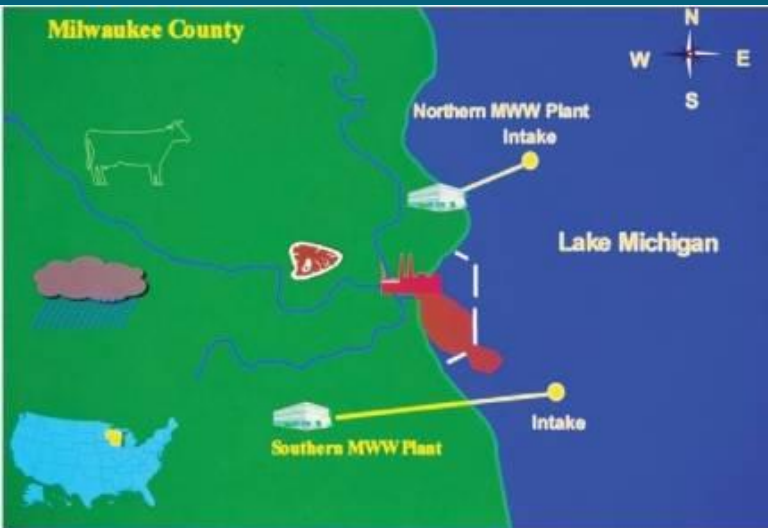 Milwaukee County
N
W E
S
Northern MWW Plant
Intake
Lake Michigan
Intake
Southern MWW Plant